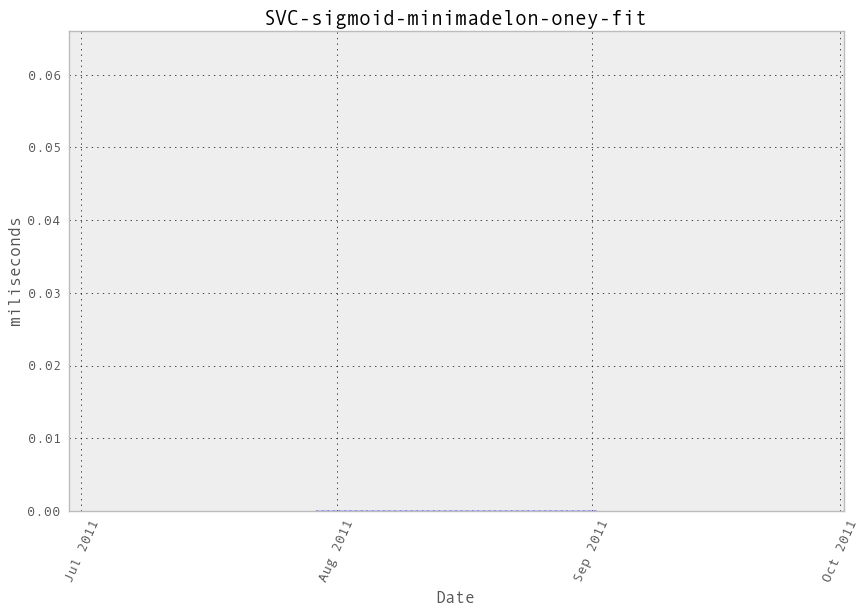 SVC-sigmoid-minimadelon-oney-fit
0.06
0.05
0.04
0.03
0.02
0.01
0.00
miliseconds
Jul 2011
Aug 2011
Sep 2011
Oct 2011
Date